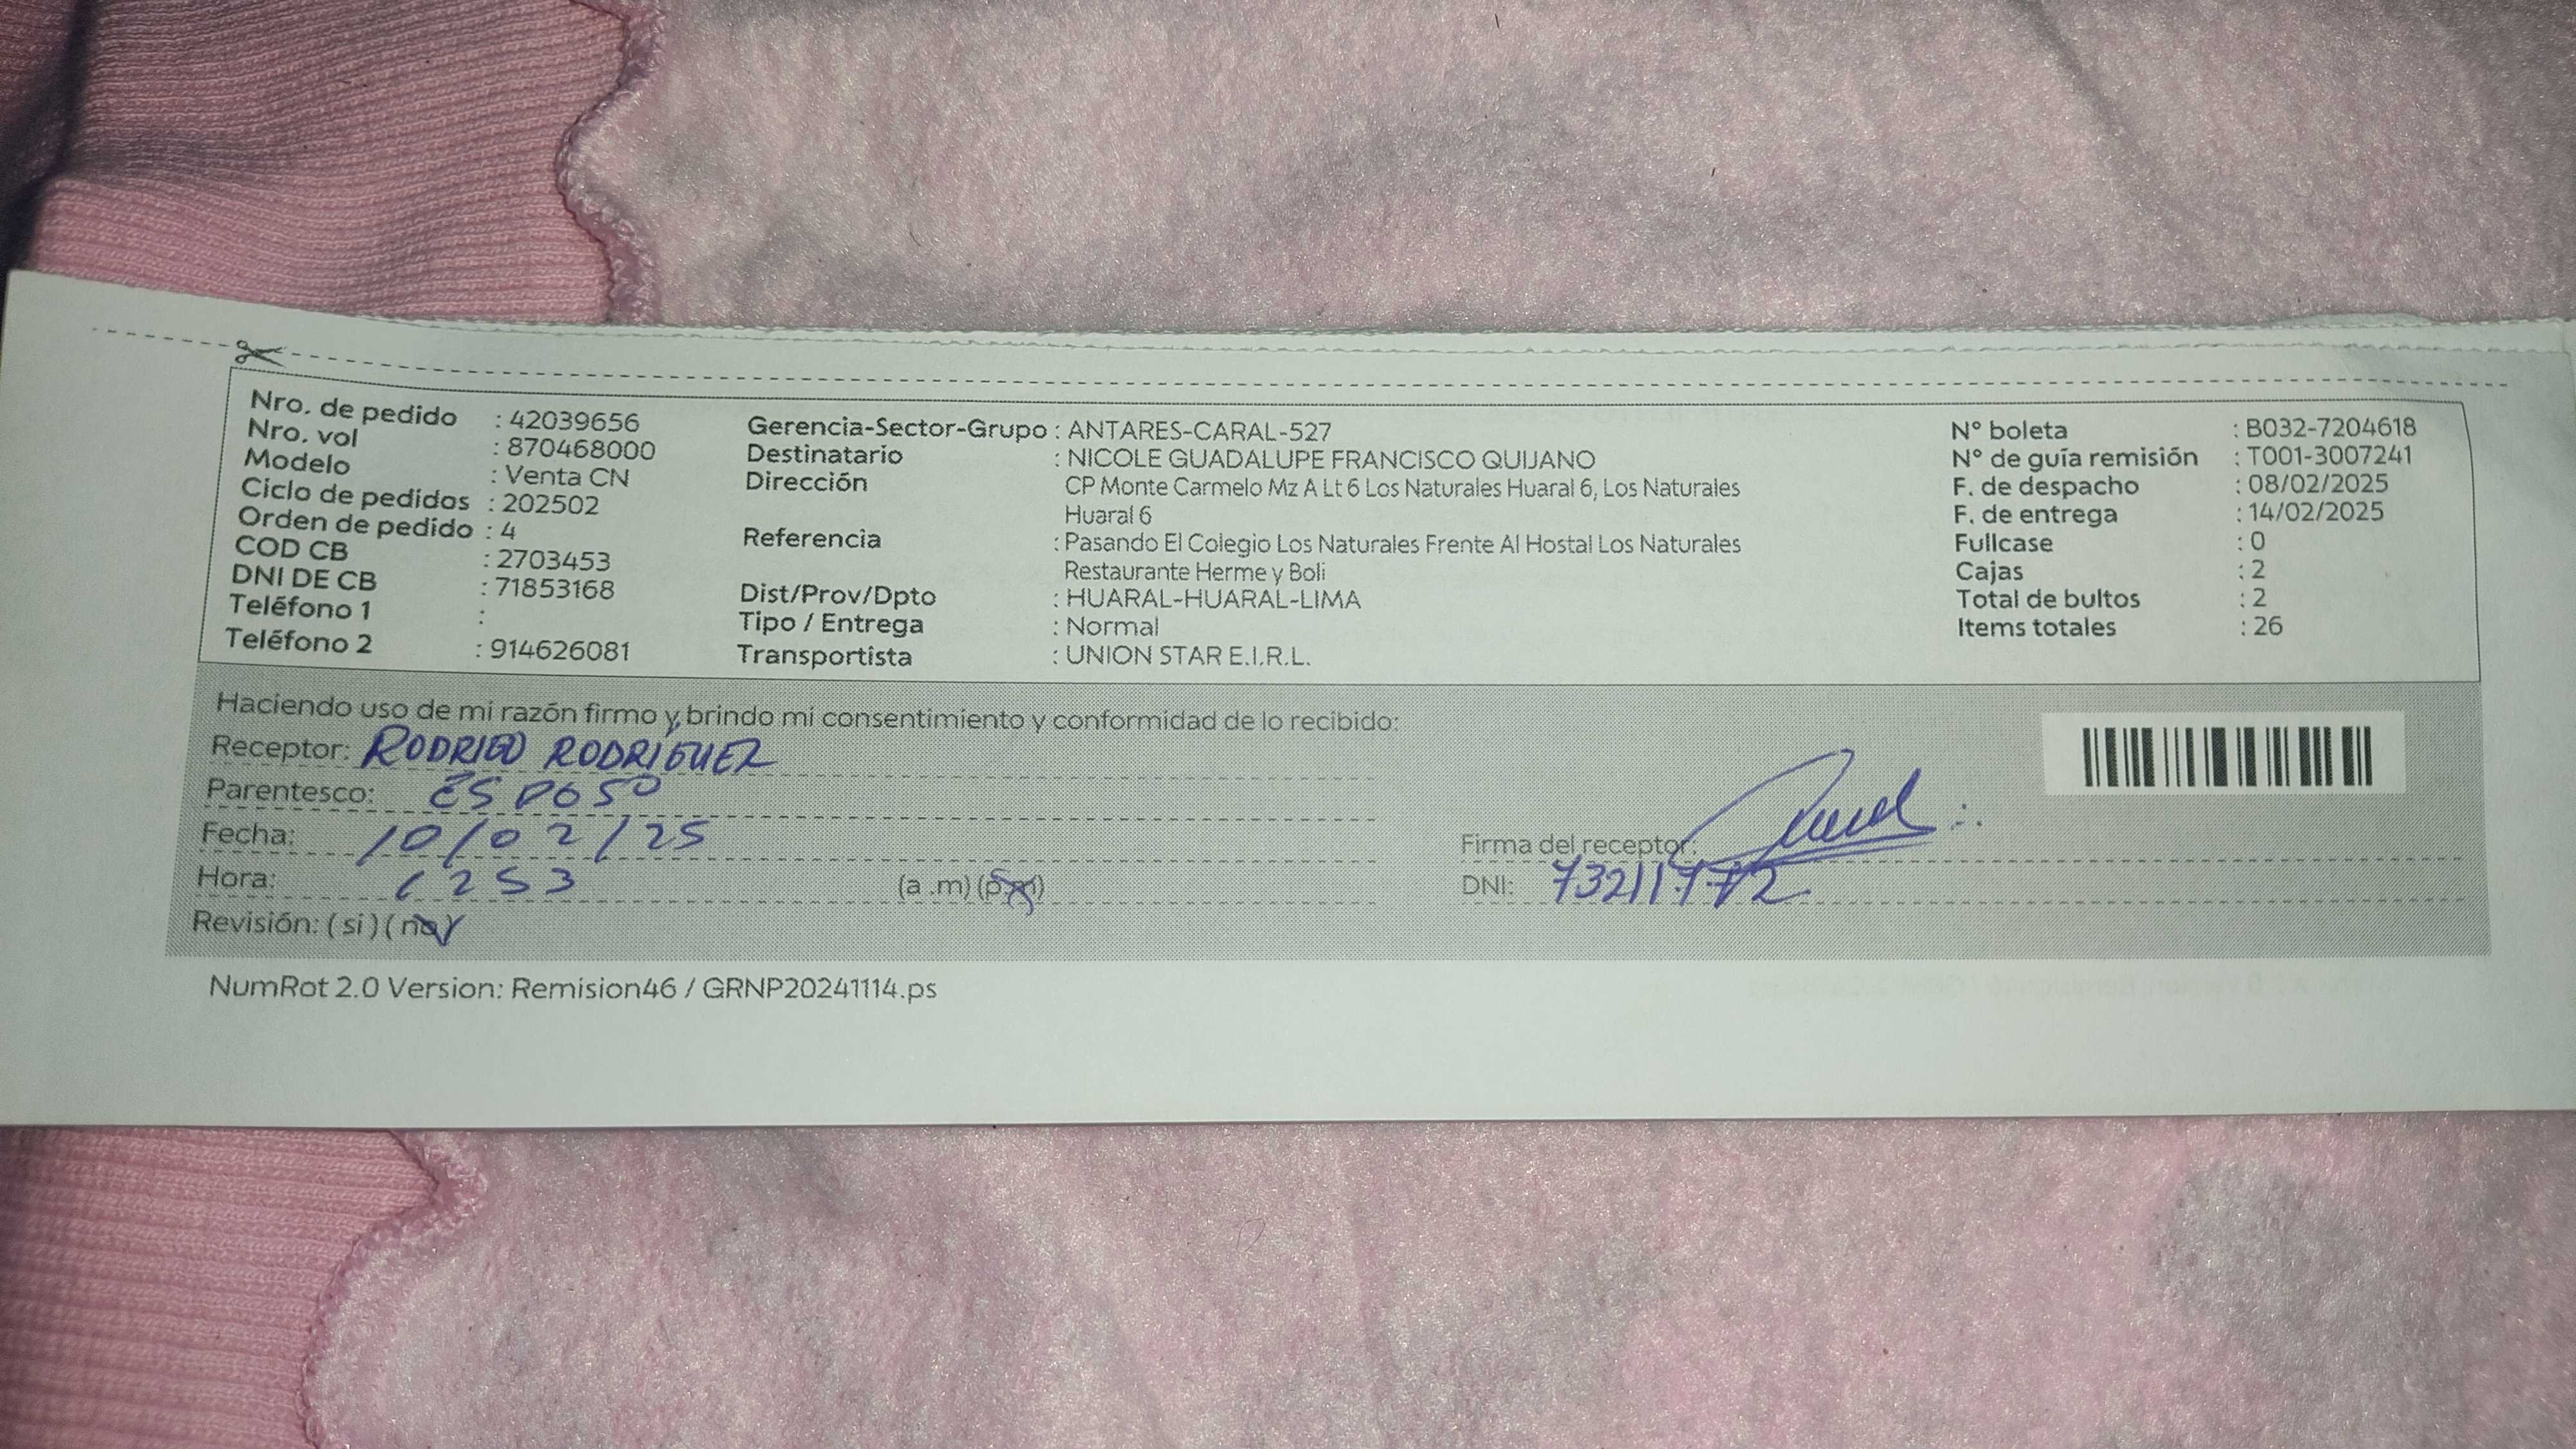 Nro. de pedido : 42039656
Nro. vol : 870468000
Modelo : Venta CN
Ciclo de pedidos : 202502
Orden de pedido : 4
COD CB : 2703453
DNI DE CB : 71853168
Teléfono 1 :
Teléfono 2 : 914626081
Gerencia-Sector-Grupo : ANTARES-CARAL-527
Destinatario : NICOLE GUADALUPE FRANCISCO QUIJANO
Dirección CP Monte Carmelo Mz A Lt 6 Los Naturales Huaral 6, Los Naturales
Huaral 6
Referencia : Pasando El Colegio Los Naturales Frente Al Hostal Los Naturales
Restaurante Herme y Boli
Dist/Prov/Dpto : HUARAL-HUARAL-LIMA
Tipo / Entrega : Normal
Transportista : UNION STAR E.I.R.L.
N° boleta : B032-7204618
N° de guía remisión : T001-3007241
F. de despacho : 08/02/2025
F. de entrega : 14/02/2025
Fullcase : 0
Cajas : 2
Total de bultos : 2
Items totales : 26
Haciendo uso de mi razón firmo y brindo mi consentimiento y conformidad de lo recibido:
Receptor: RODRIGO RODRÍGUEZ
Parentesco: ESPOSO
Fecha: 10/02/25
Hora: 1253 (a .m) (p.m)
Revisión: ( si ) ( no )
Firma del receptor:
DNI: 73211772
NumRot 2.0 Version: Remision46 / GRNP20241114.ps